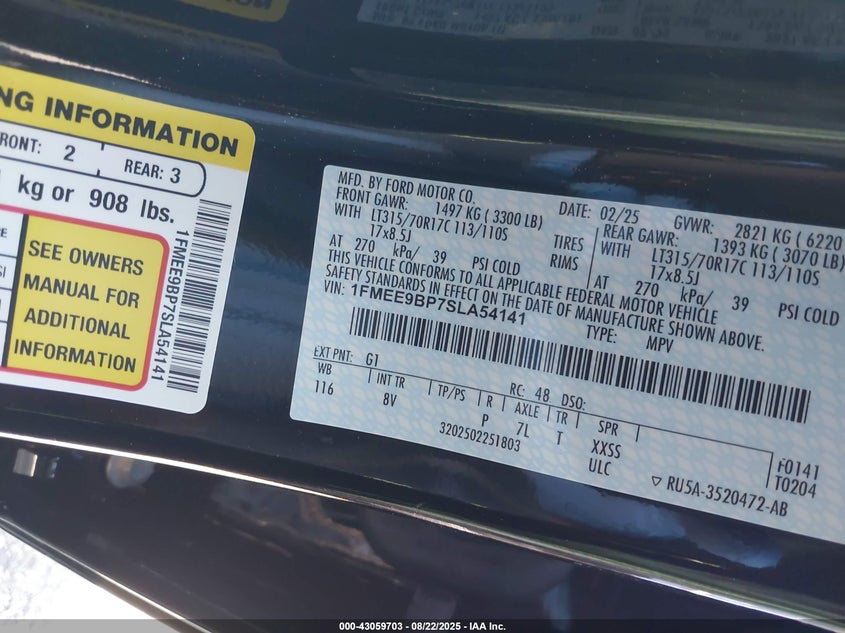 NG INFORMATION
FRONT: 2
REAR: 3
kg or 908 lbs.
SEE OWNERS
MANUAL FOR
ADDITIONAL
INFORMATION
1FMEE9BP7SLA54141
MFD. BY FORD MOTOR CO.
DATE: 02/25 GVWR: 2821 KG ( 6220
FRONT GAWR: 1497 KG ( 3300 LB) REAR GAWR: 1393 KG ( 3070 LB)
WITH LT315/70R17C 113/110S TIRES WITH LT315/70R17C 113/110S
17x8.5J RIMS 17x8.5J
AT 270 kPa/ 39 PSI COLD AT 270 kPa/ 39 PSI COLD
THIS VEHICLE CONFORMS TO ALL APPLICABLE FEDERAL MOTOR VEHICLE
SAFETY STANDARDS IN EFFECT ON THE DATE OF MANUFACTURE SHOWN ABOVE.
VIN: 1FMEE9BP7SLA54141
TYPE: MPV
EXT PNT: G1 RC: 48 DSO:
WB INT TR TP/PS R AXLE TR SPR
116 8V P 7L T XXSS
ULC
3202502251803
F0141
T0204
RU5A-3520472-AB
000-43059703 - 08/22/2025 - IAA Inc.